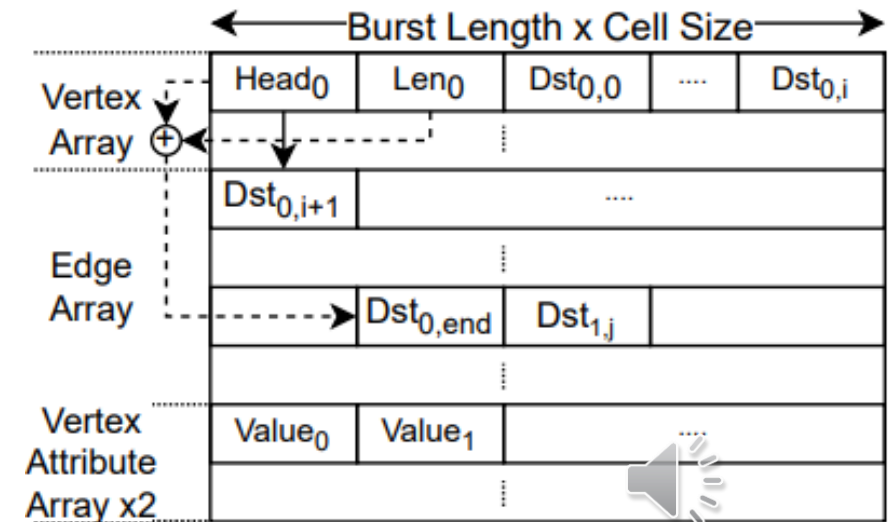 Burst Length x Cell Size
Vertex Array
Head0 Len0 Dst0,0 .... Dst0,i
+
Edge Array
Dst0,i+1 ....
Dst0,end Dst1,j
Vertex Attribute Array x2
Value0 Value1 ....